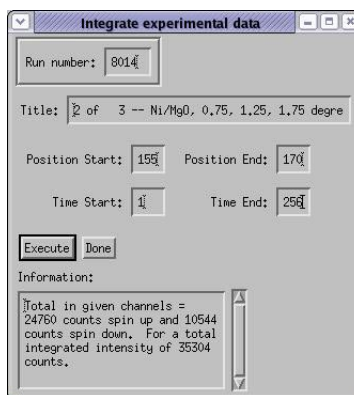 Integrate experimental data
Run number: 8014
Title: 2 of 3 -- Ni/MgO, 0.75, 1.25, 1.75 degre
Position Start: 155 Position End: 170
Time Start: 1 Time End: 256
Execute Done
Information:
Total in given channels =
24760 counts spin up and 10544
counts spin down. For a total
integrated intensity of 35304
counts.